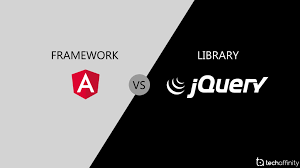 FRAMEWORK
LIBRARY
A
VS
jQuery
techaffinity